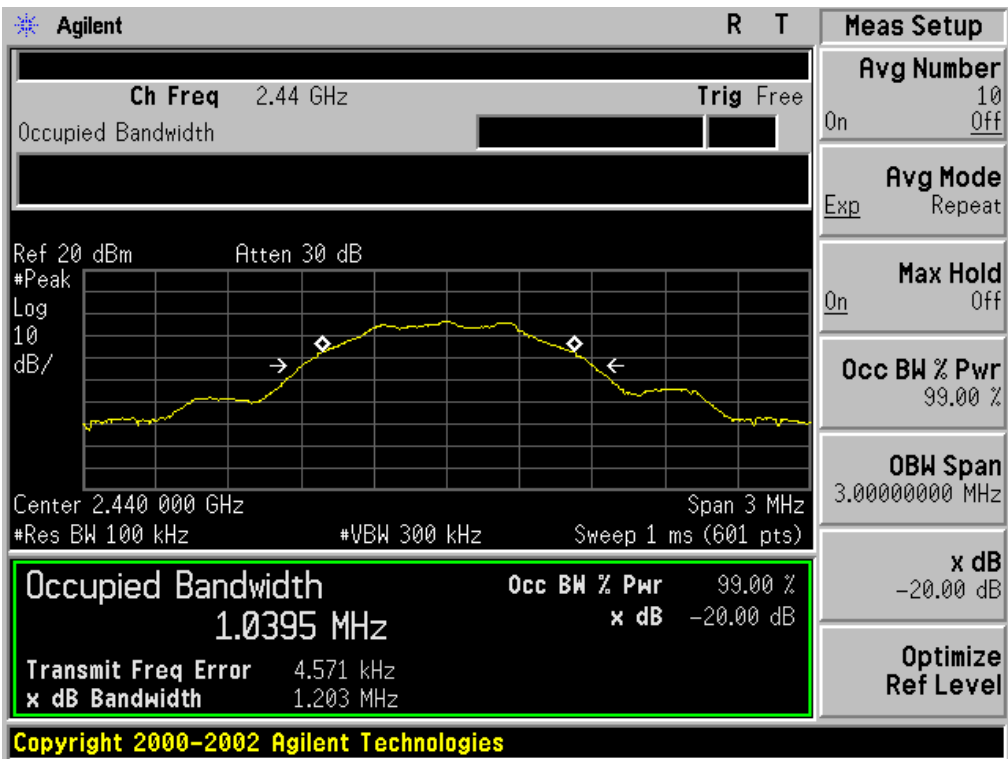 Agilent R T
Ch Freq 2.44 GHz Trig Free
Occupied Bandwidth
Ref 20 dBm Atten 30 dB
#Peak
Log
10
dB/
Center 2.440 000 GHz Span 3 MHz
#Res BW 100 kHz #VBW 300 kHz Sweep 1 ms (601 pts)
Occupied Bandwidth Occ BW % Pwr 99.00 %
1.0395 MHz x dB -20.00 dB
Transmit Freq Error 4.571 kHz
x dB Bandwidth 1.203 MHz
Copyright 2000-2002 Agilent Technologies
Meas Setup
Avg Number
10
On Off
Avg Mode
Exp Repeat
Max Hold
On Off
Occ BW % Pwr
99.00 %
OBW Span
3.00000000 MHz
x dB
-20.00 dB
Optimize
Ref Level